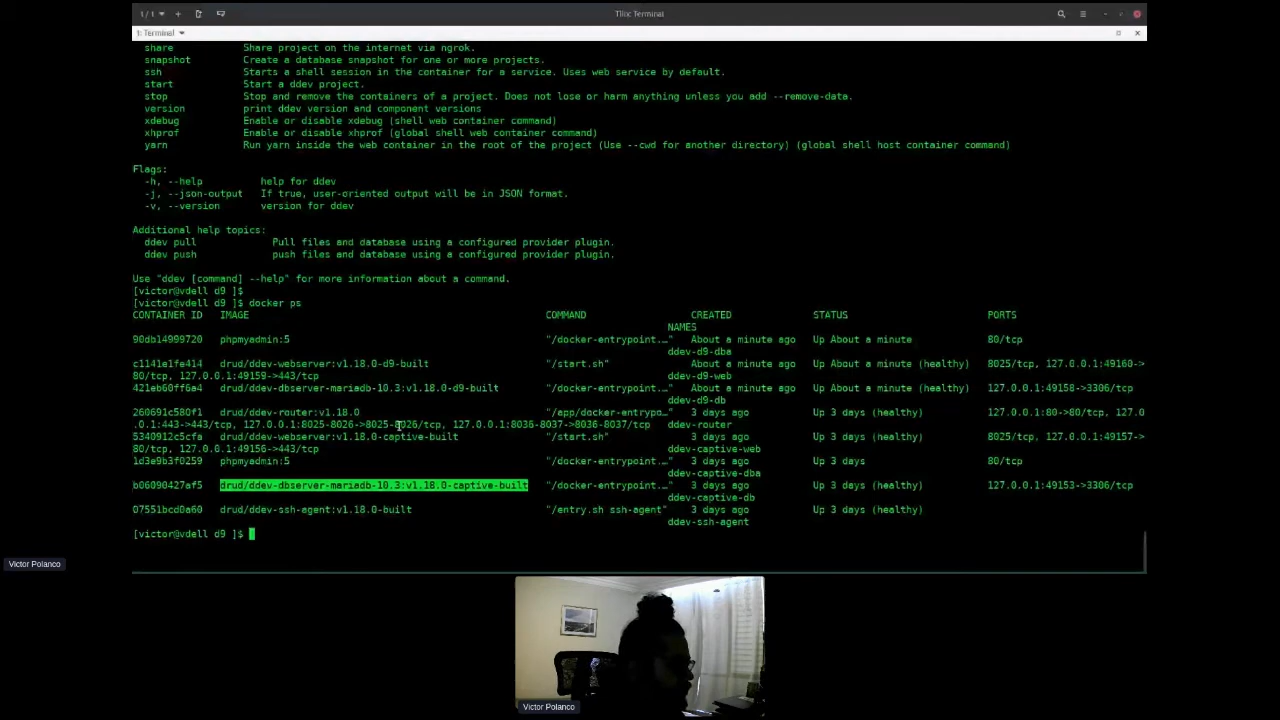 1 / 1
Tilix: Terminal
1: Terminal
share Share project on the internet via ngrok.
snapshot Create a database snapshot for one or more projects.
ssh Starts a shell session in the container for a service. Uses web service by default.
start Start a ddev project.
stop Stop and remove the containers of a project. Does not lose or harm anything unless you add --remove-data.
version print ddev version and component versions
xdebug Enable or disable xdebug (shell web container command)
xhprof Enable or disable xhprof (global shell web container command)
yarn Run yarn inside the web container in the root of the project (Use --cwd for another directory) (global shell host container command)
Flags:
-h, --help help for ddev
-j, --json-output If true, user-oriented output will be in JSON format.
-v, --version version for ddev
Additional help topics:
ddev pull Pull files and database using a configured provider plugin.
ddev push push files and database using a configured provider plugin.
Use "ddev [command] --help" for more information about a command.
[victor@vdell d9 ]$
[victor@vdell d9 ]$ docker ps
CONTAINER ID IMAGE COMMAND CREATED STATUS PORTS
NAMES
90db14999720 phpmyadmin:5 "/docker-entrypoint.…" About a minute ago Up About a minute 80/tcp
ddev-d9-dba
c1141e1fe414 drud/ddev-webserver:v1.18.0-d9-built "/start.sh" About a minute ago Up About a minute (healthy) 8025/tcp, 127.0.0.1:49160->
80/tcp, 127.0.0.1:49159->443/tcp ddev-d9-web
421eb60ff6a4 drud/ddev-dbserver-mariadb-10.3:v1.18.0-d9-built "/docker-entrypoint.…" About a minute ago Up About a minute (healthy) 127.0.0.1:49158->3306/tcp
ddev-d9-db
260691c580f1 drud/ddev-router:v1.18.0 "/app/docker-entrypo…" 3 days ago Up 3 days (healthy) 127.0.0.1:80->80/tcp, 127.0
.0.1:443->443/tcp, 127.0.0.1:8025-8026->8025-8026/tcp, 127.0.0.1:8036-8037->8036-8037/tcp ddev-router
5340912c5cfa drud/ddev-webserver:v1.18.0-captive-built "/start.sh" 3 days ago Up 3 days (healthy) 8025/tcp, 127.0.0.1:49157->
80/tcp, 127.0.0.1:49156->443/tcp ddev-captive-web
1d3e9b3f0259 phpmyadmin:5 "/docker-entrypoint.…" 3 days ago Up 3 days 80/tcp
ddev-captive-dba
b06090427af5 drud/ddev-dbserver-mariadb-10.3:v1.18.0-captive-built "/docker-entrypoint.…" 3 days ago Up 3 days (healthy) 127.0.0.1:49153->3306/tcp
ddev-captive-db
07551bcd0a60 drud/ddev-ssh-agent:v1.18.0-built "/entry.sh ssh-agent" 3 days ago Up 3 days (healthy)
ddev-ssh-agent
[victor@vdell d9 ]$
Victor Polanco
Victor Polanco